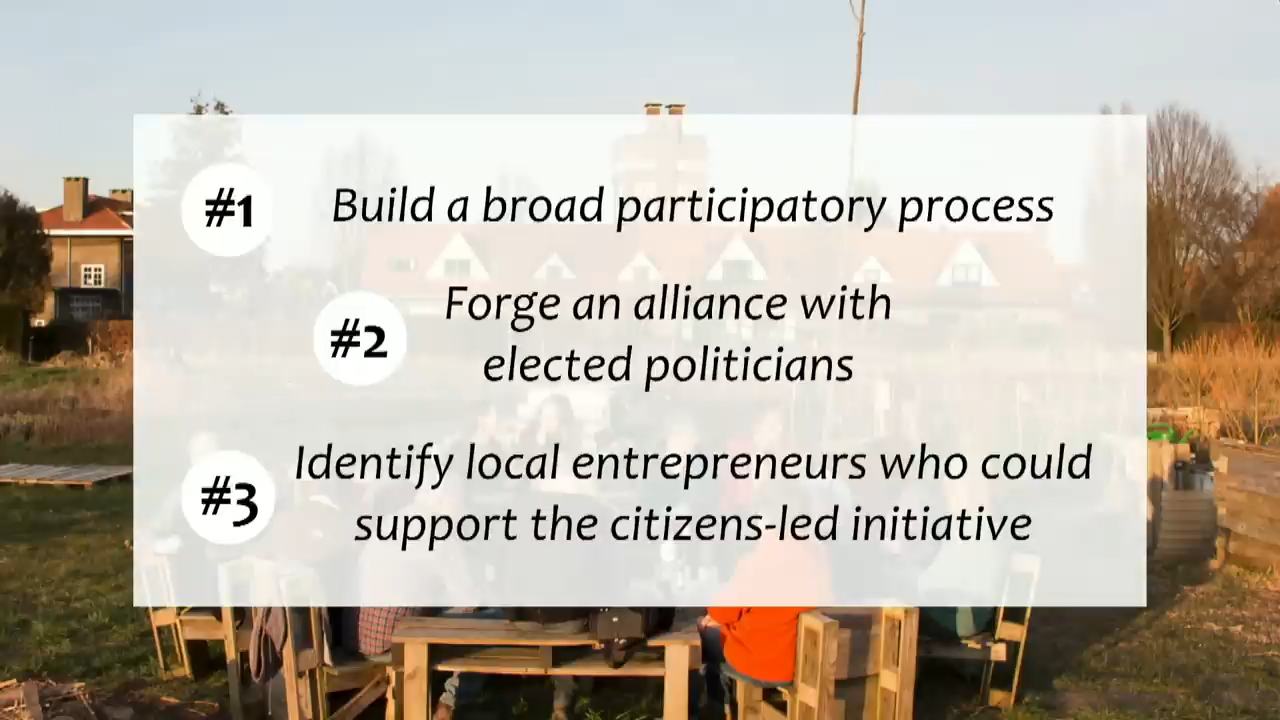 #1 Build a broad participatory process
#2 Forge an alliance with
elected politicians
#3 Identify local entrepreneurs who could
support the citizens-led initiative